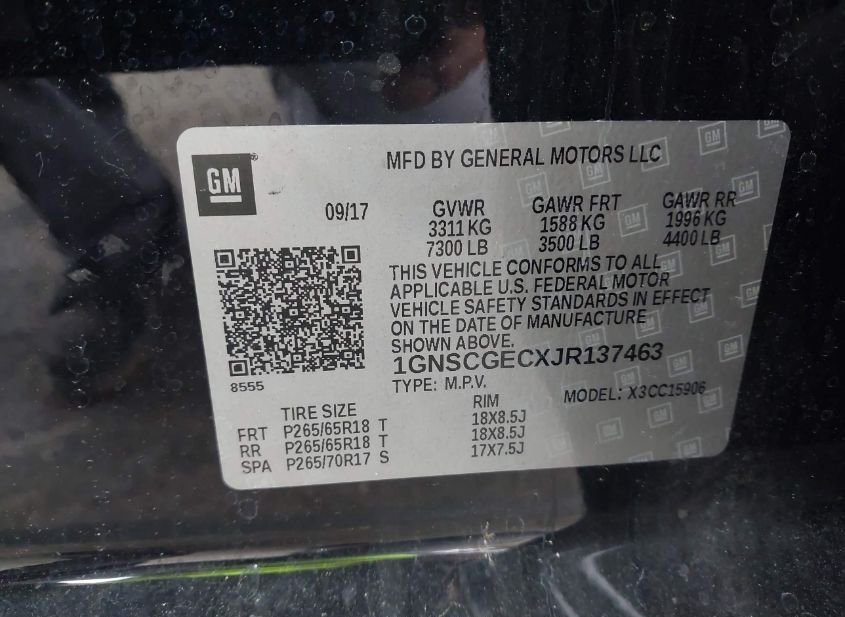 MFD BY GENERAL MOTORS LLC
GM
09/17
GVWR GAWR FRT GAWR RR
3311 KG 1588 KG 1996 KG
7300 LB 3500 LB 4400 LB
THIS VEHICLE CONFORMS TO ALL
APPLICABLE U.S. FEDERAL MOTOR
VEHICLE SAFETY STANDARDS IN EFFECT
ON THE DATE OF MANUFACTURE
SHOWN ABOVE.
8555
1GNSCGECXJR137463
TYPE: M.P.V. MODEL: X3CC15906
TIRE SIZE RIM
FRT P265/65R18 T 18X8.5J
RR P265/65R18 T 18X8.5J
SPA P265/70R17 S 17X7.5J